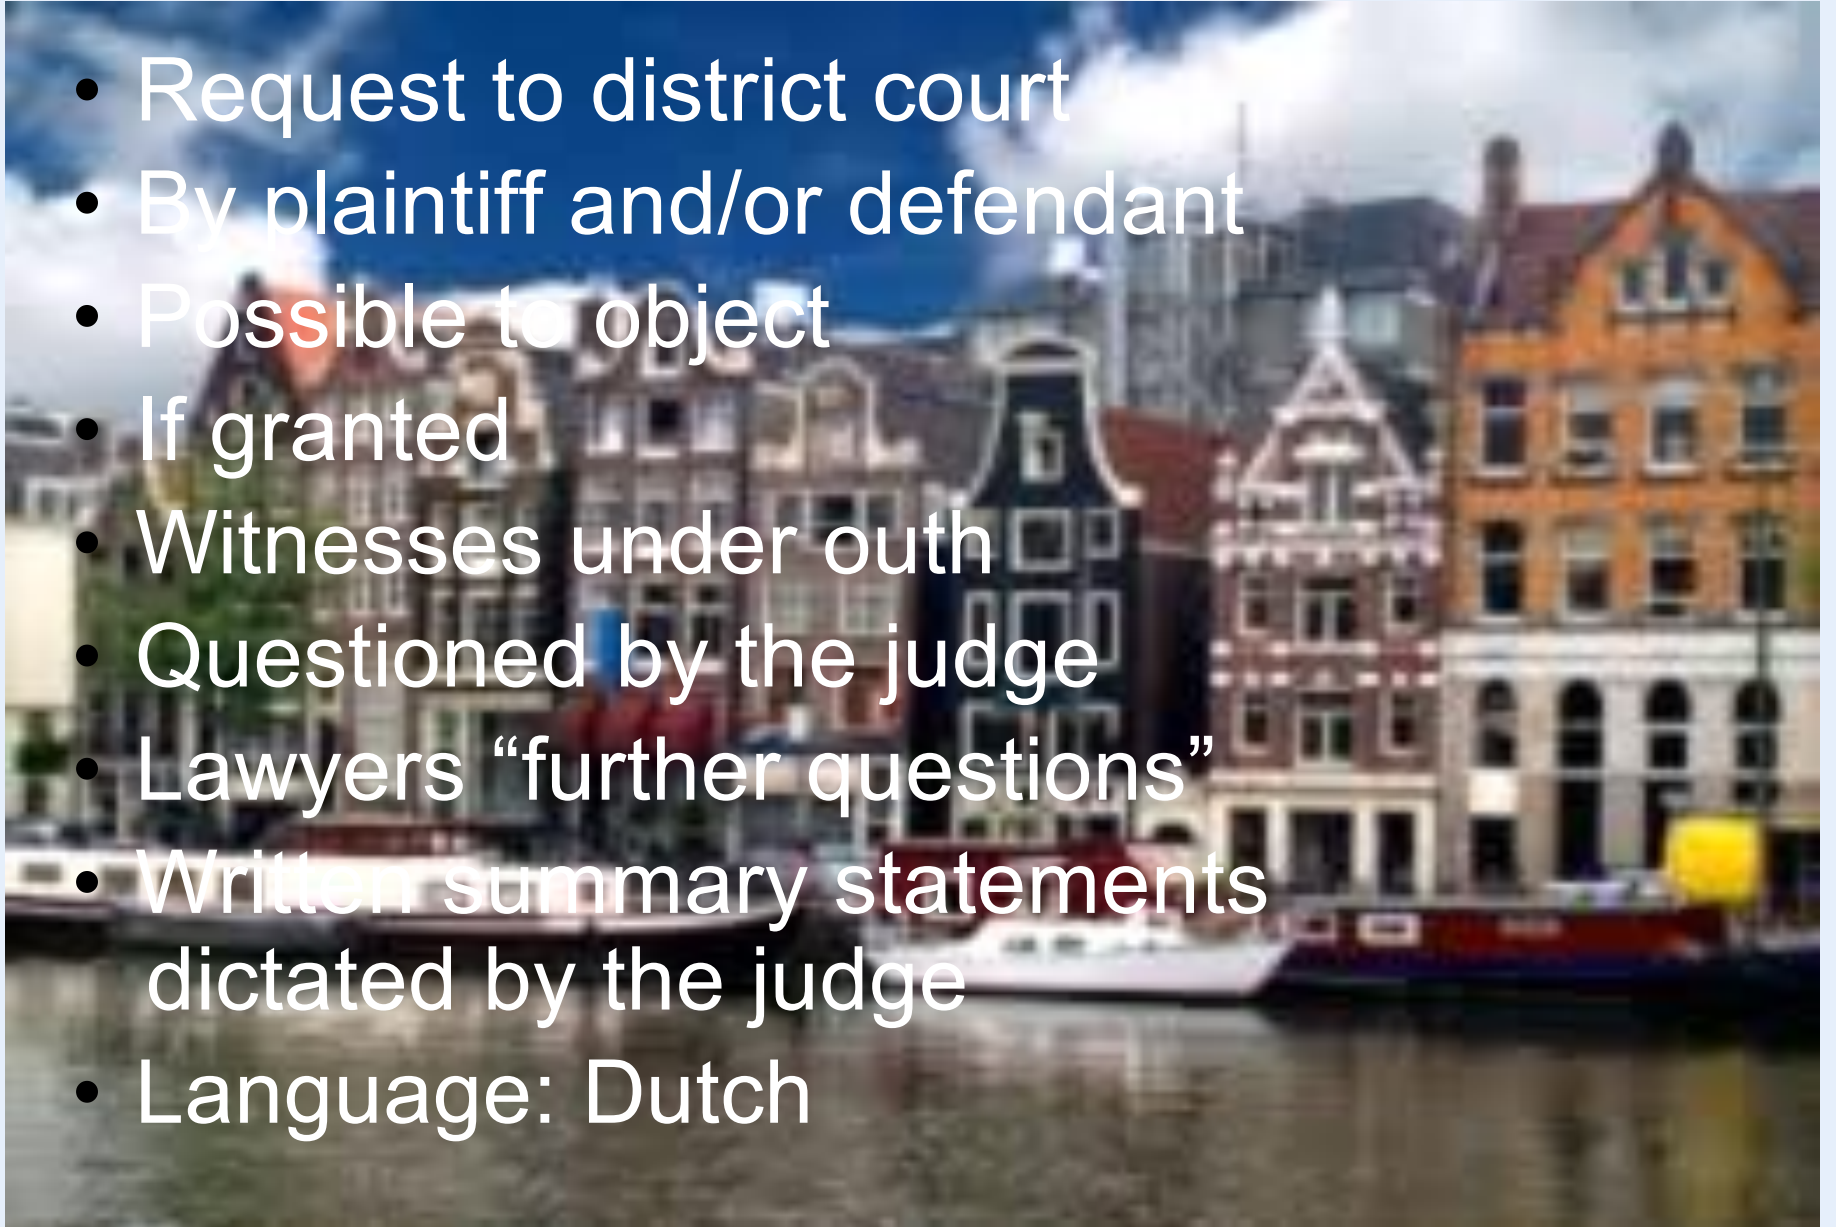 • Request to district court
• By plaintiff and/or defendant
• Possible to object
• If granted
• Witnesses under outh
• Questioned by the judge
• Lawyers “further questions”
• Written summary statements
dictated by the judge
• Language: Dutch